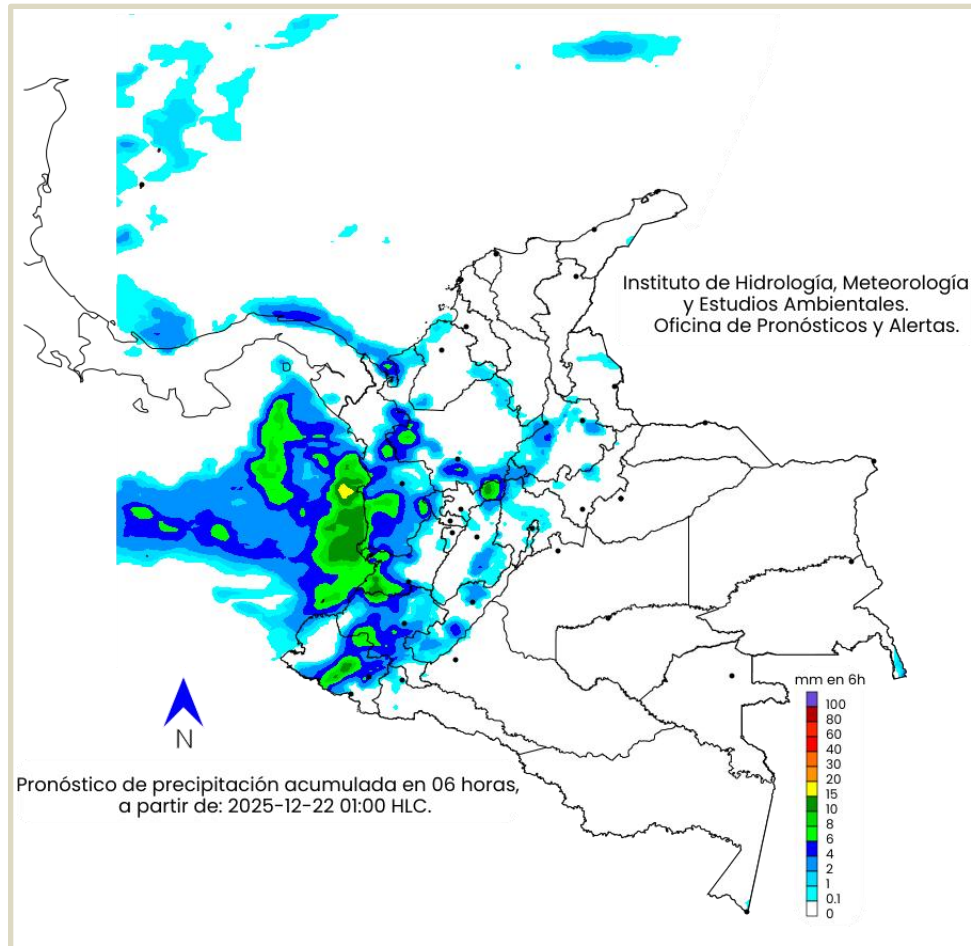 Instituto de Hidrología, Meteorología
y Estudios Ambientales.
Oficina de Pronósticos y Alertas.
mm en 6h
100
80
60
40
30
20
15
10
8
6
4
2
1
0.1
0
N
Pronóstico de precipitación acumulada en 06 horas,
a partir de: 2025-12-22 01:00 HLC.